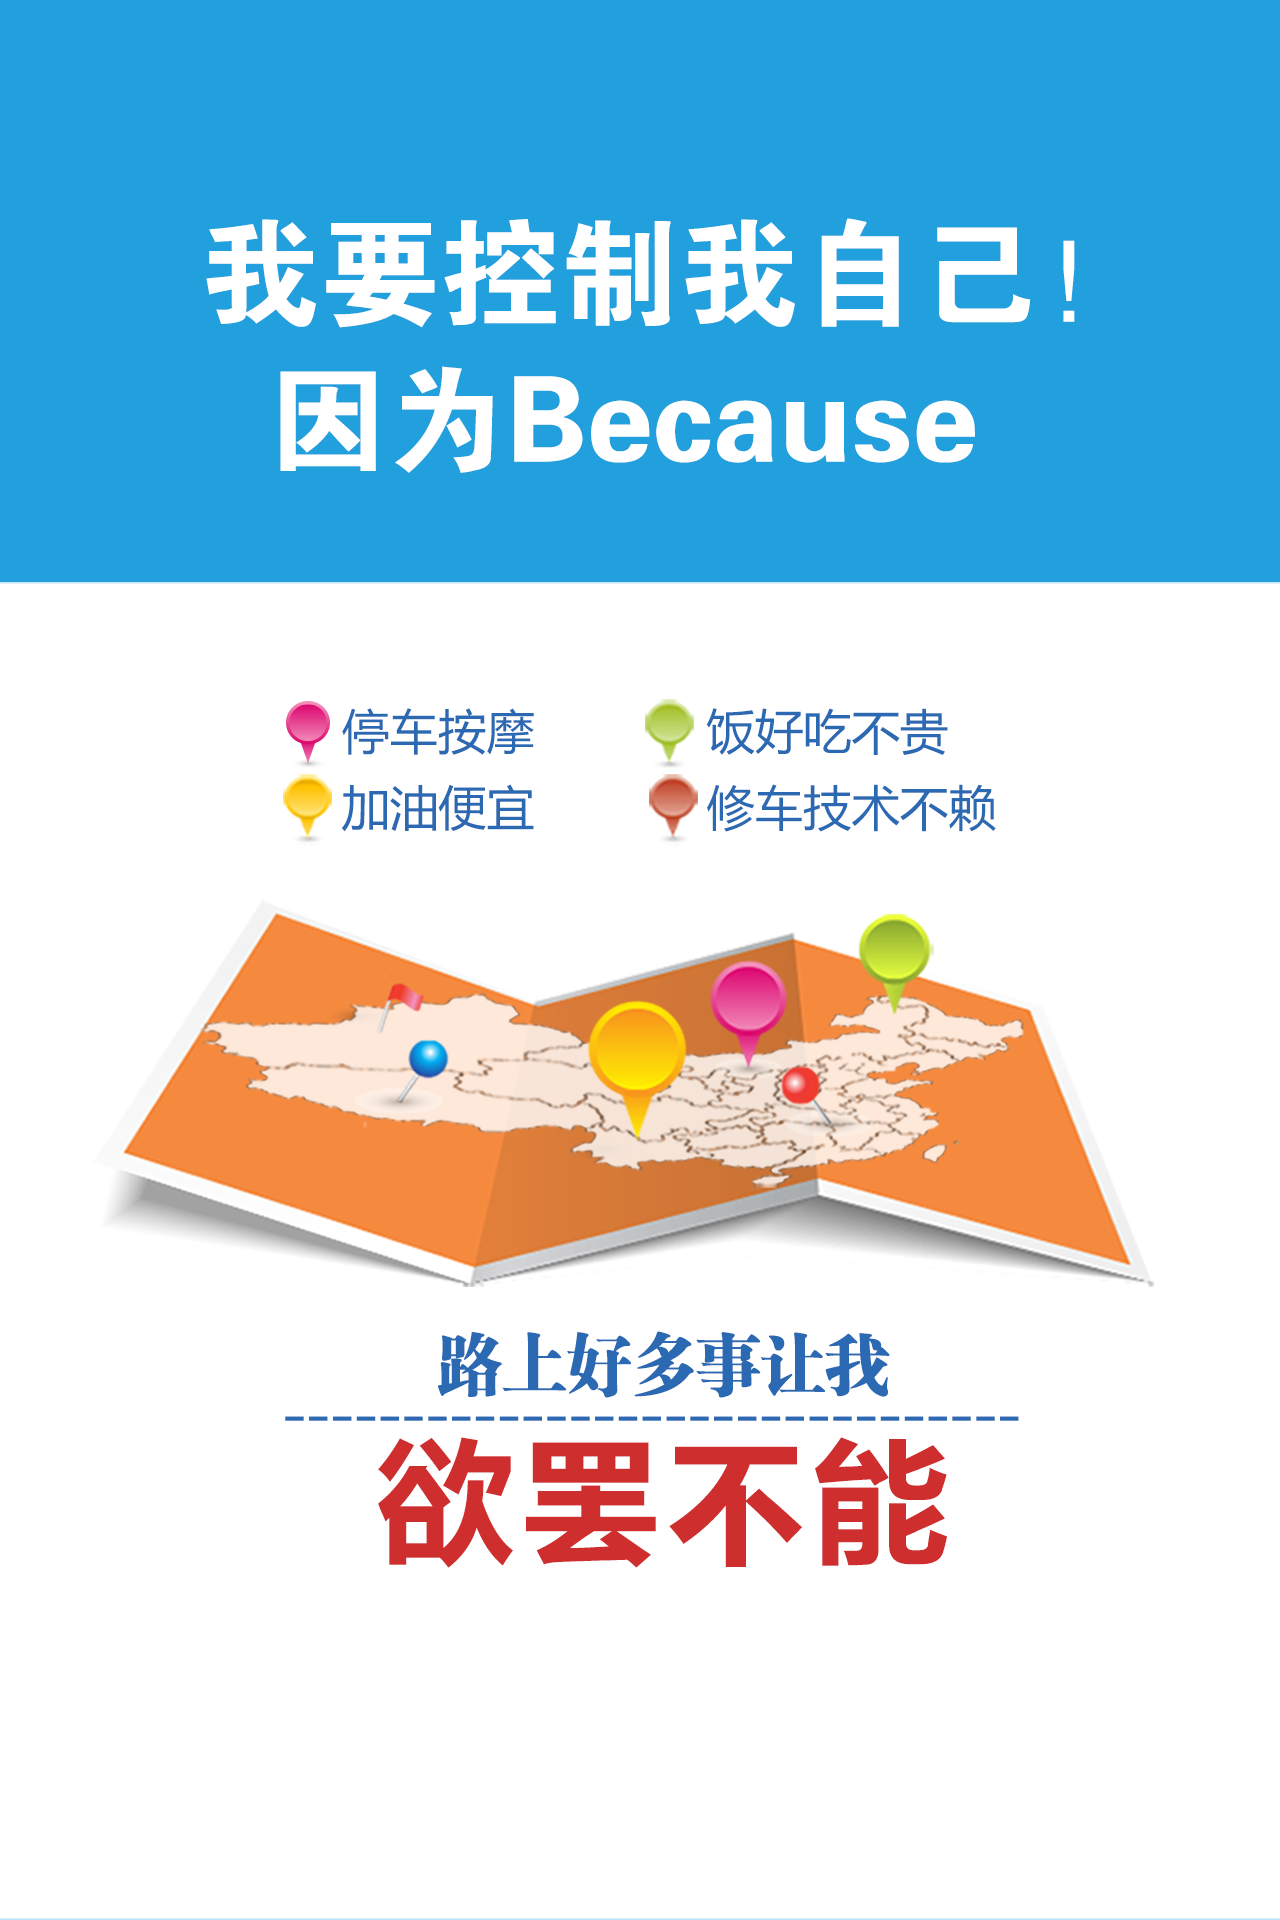 我要控制我自己!
因为Because
停车按摩
饭好吃不贵
加油便宜
修车技术不赖
路上好多事让我
欲罢不能